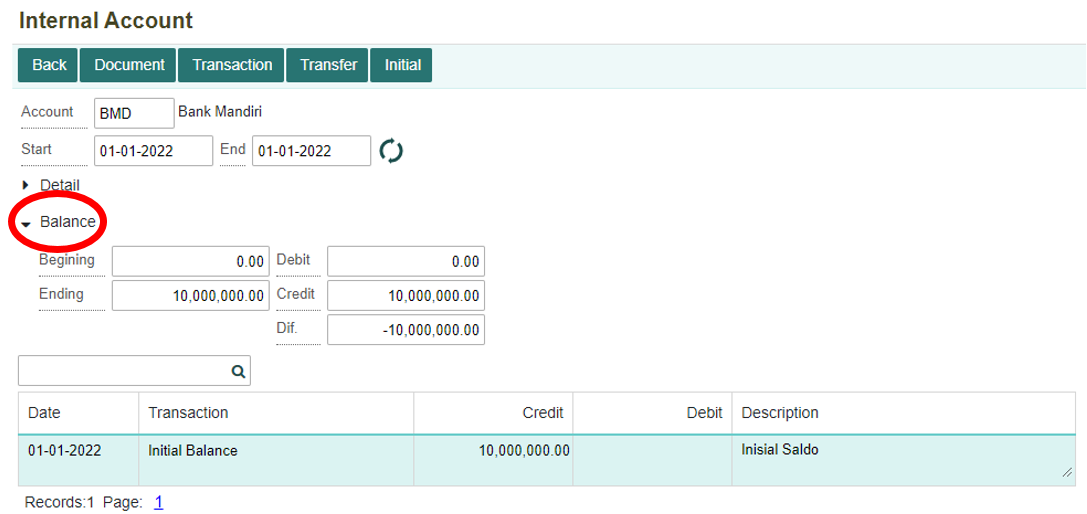 Internal Account
Back Document Transaction Transfer Initial
Account BMD Bank Mandiri
Start 01-01-2022 End 01-01-2022
Detail
Balance
Begining 0.00 Debit 0.00
Ending 10,000,000.00 Credit 10,000,000.00
Dif. -10,000,000.00
Date Transaction Credit Debit Description
01-01-2022 Initial Balance 10,000,000.00 Inisial Saldo
Records:1 Page: 1